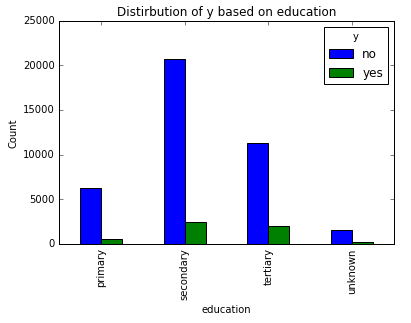 Distirbution of y based on education
y
no
yes
Count
25000
20000
15000
10000
5000
0
primary
secondary
tertiary
unknown
education